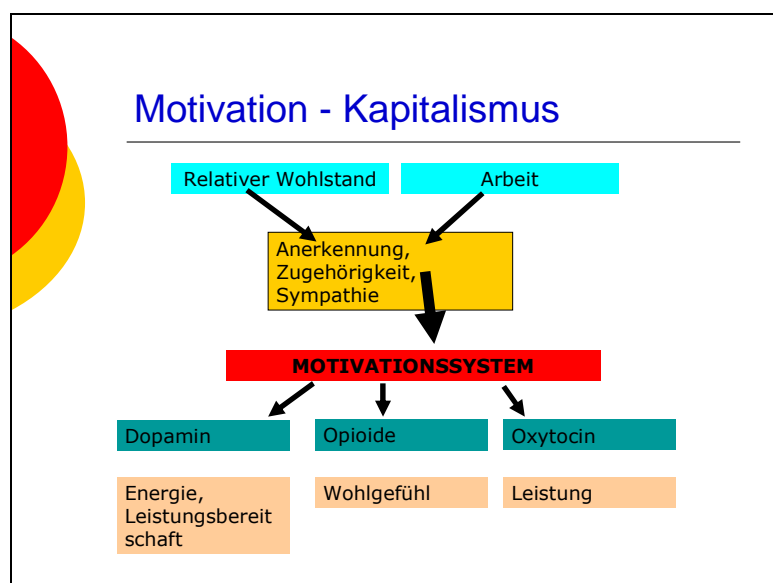 Motivation - Kapitalismus
Relativer Wohlstand
Arbeit
Anerkennung,
Zugehörigkeit,
Sympathie
MOTIVATIONSSYSTEM
Dopamin
Opioide
Oxytocin
Energie,
Leistungsbereit
schaft
Wohlgefühl
Leistung